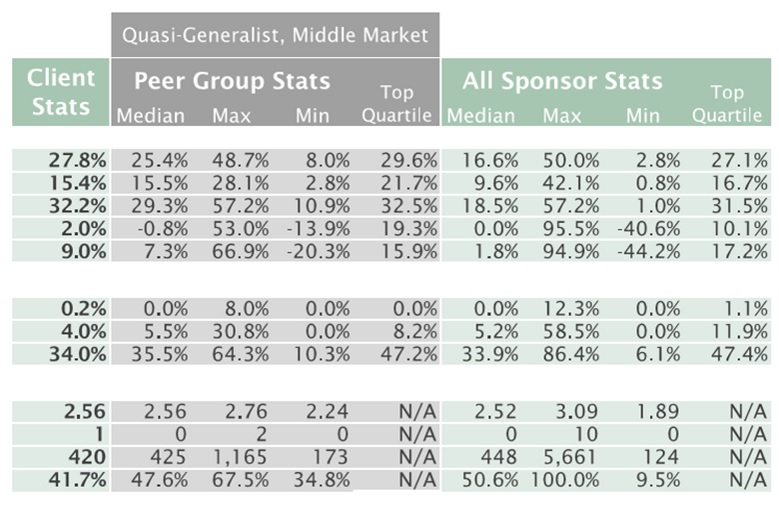 Quasi-Generalist, Middle Market
Client Stats Peer Group Stats All Sponsor Stats
Median Max Min Top Quartile Median Max Min Top Quartile
27.8% 25.4% 48.7% 8.0% 29.6% 16.6% 50.0% 2.8% 27.1%
15.4% 15.5% 28.1% 2.8% 21.7% 9.6% 42.1% 0.8% 16.7%
32.2% 29.3% 57.2% 10.9% 32.5% 18.5% 57.2% 1.0% 31.5%
2.0% -0.8% 53.0% -13.9% 19.3% 0.0% 95.5% -40.6% 10.1%
9.0% 7.3% 66.9% -20.3% 15.9% 1.8% 94.9% -44.2% 17.2%
0.2% 0.0% 8.0% 0.0% 0.0% 0.0% 12.3% 0.0% 1.1%
4.0% 5.5% 30.8% 0.0% 8.2% 5.2% 58.5% 0.0% 11.9%
34.0% 35.5% 64.3% 10.3% 47.2% 33.9% 86.4% 6.1% 47.4%
2.56 2.56 2.76 2.24 N/A 2.52 3.09 1.89 N/A
1 0 2 0 N/A 0 10 0 N/A
420 425 1,165 173 N/A 448 5,661 124 N/A
41.7% 47.6% 67.5% 34.8% N/A 50.6% 100.0% 9.5% N/A